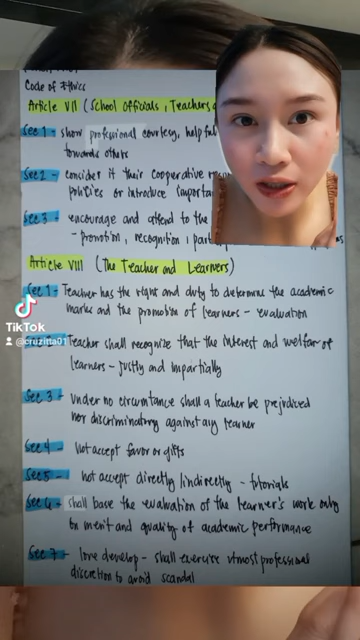 Code of Ethics
Article VII (School Officials, Teachers
Sec 1 - show professional courtesy, helpful
towards others
Sec 2 - consider it their cooperative
policies or introduce important
Sec 3 - encourage and attend to the
- promotion, recognition,
Article VIII (The Teacher and Learners)
Sec 1 - Teacher has the right and duty to determine the academic
marks and the promotion of learners - evaluation
Teacher shall recognize that the interest and welfare of
learners - justly and impartially
Sec 3 - under no circumstance shall a teacher be prejudiced
nor discriminatory against any learner
Sec 4 - Not accept favor or gifts
Sec 5 - not accept directly / indirectly - tutorials
Sec 6 - shall base the evaluation of the learner's work only
on merit and quality of academic performance
Sec 7 - love develop - shall exercise utmost professional
discretion to avoid scandal
TikTok
@cruzitta01